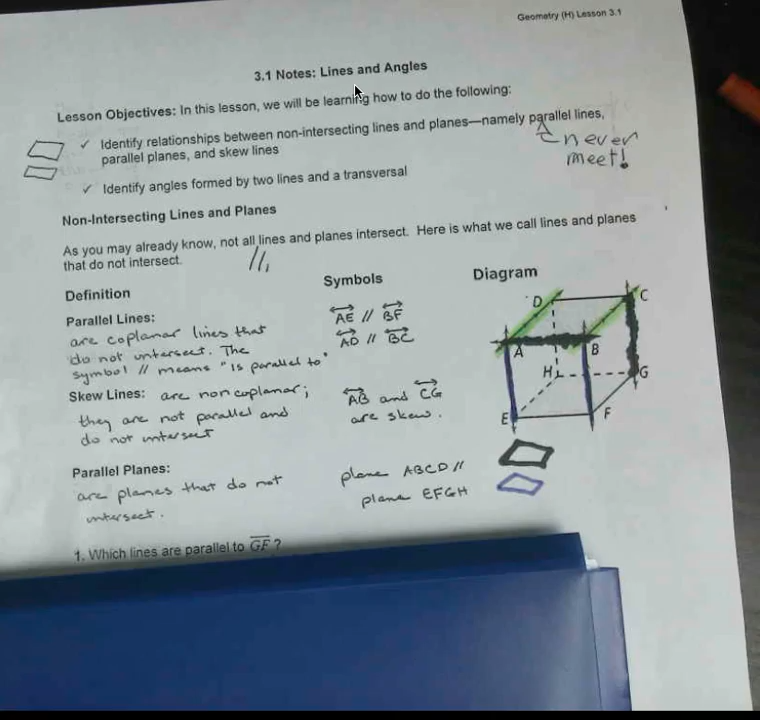 Geometry (H) Lesson 3.1
3.1 Notes: Lines and Angles
Lesson Objectives: In this lesson, we will be learning how to do the following:
✓ Identify relationships between non-intersecting lines and planes—namely parallel lines,
parallel planes, and skew lines
never
meet!
✓ Identify angles formed by two lines and a transversal
Non-Intersecting Lines and Planes
As you may already know, not all lines and planes intersect. Here is what we call lines and planes
that do not intersect.
//,
Definition Symbols Diagram
Parallel Lines:
are coplanar lines that
do not untersect. The
symbol // means "is parallel to"
AE // BF
AD // BC
Skew Lines: are noncoplanar;
they are not parallel and
do not intersect
AB and CG
are skew.
Parallel Planes:
are planes that do not
untersect.
plane ABCD //
plane EFGH
D C
A B
H G
E F
1. Which lines are parallel to GF?